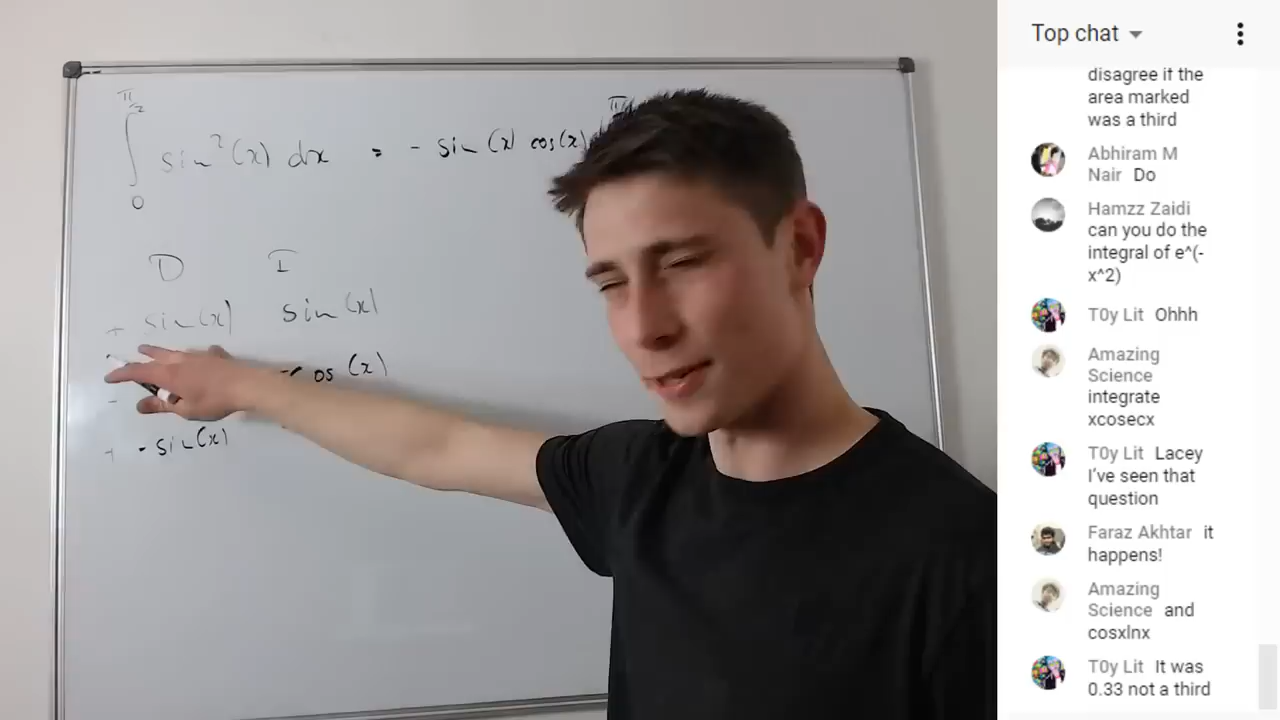 π/2
∫ sin²(x) dx = - sin(x) cos(x)
0
D I
+ sin(x) sin(x)
- cos(x)
-
+ - sin(x)
Top chat
disagree if the
area marked
was a third
Abhiram M
Nair Do
Hamzz Zaidi
can you do the
integral of e^(-
x^2)
T0y Lit Ohhh
Amazing
Science
integrate
xcosecx
T0y Lit Lacey
I've seen that
question
Faraz Akhtar it
happens!
Amazing
Science and
cosxlnx
T0y Lit It was
0.33 not a third